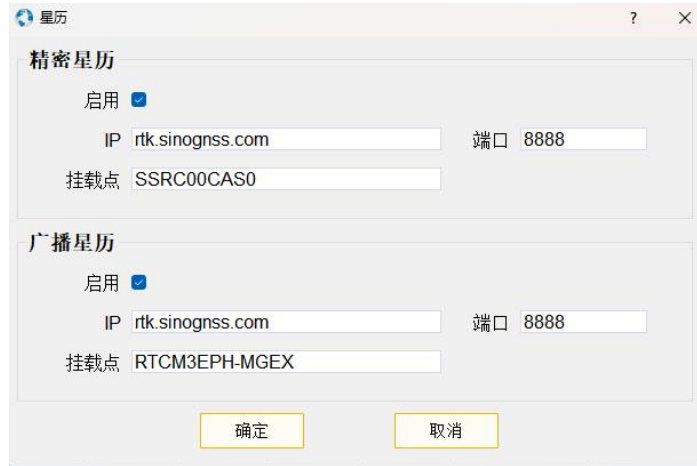 星历 ?
精密星历
启用
IP rtk.sinognss.com 端口 8888
挂载点 SSRC00CAS0
广播星历
启用
IP rtk.sinognss.com 端口 8888
挂载点 RTCM3EPH-MGEX
确定 取消